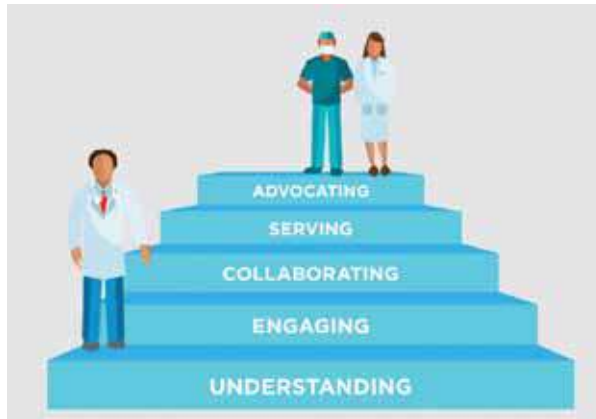 ADVOCATING
SERVING
COLLABORATING
ENGAGING
UNDERSTANDING